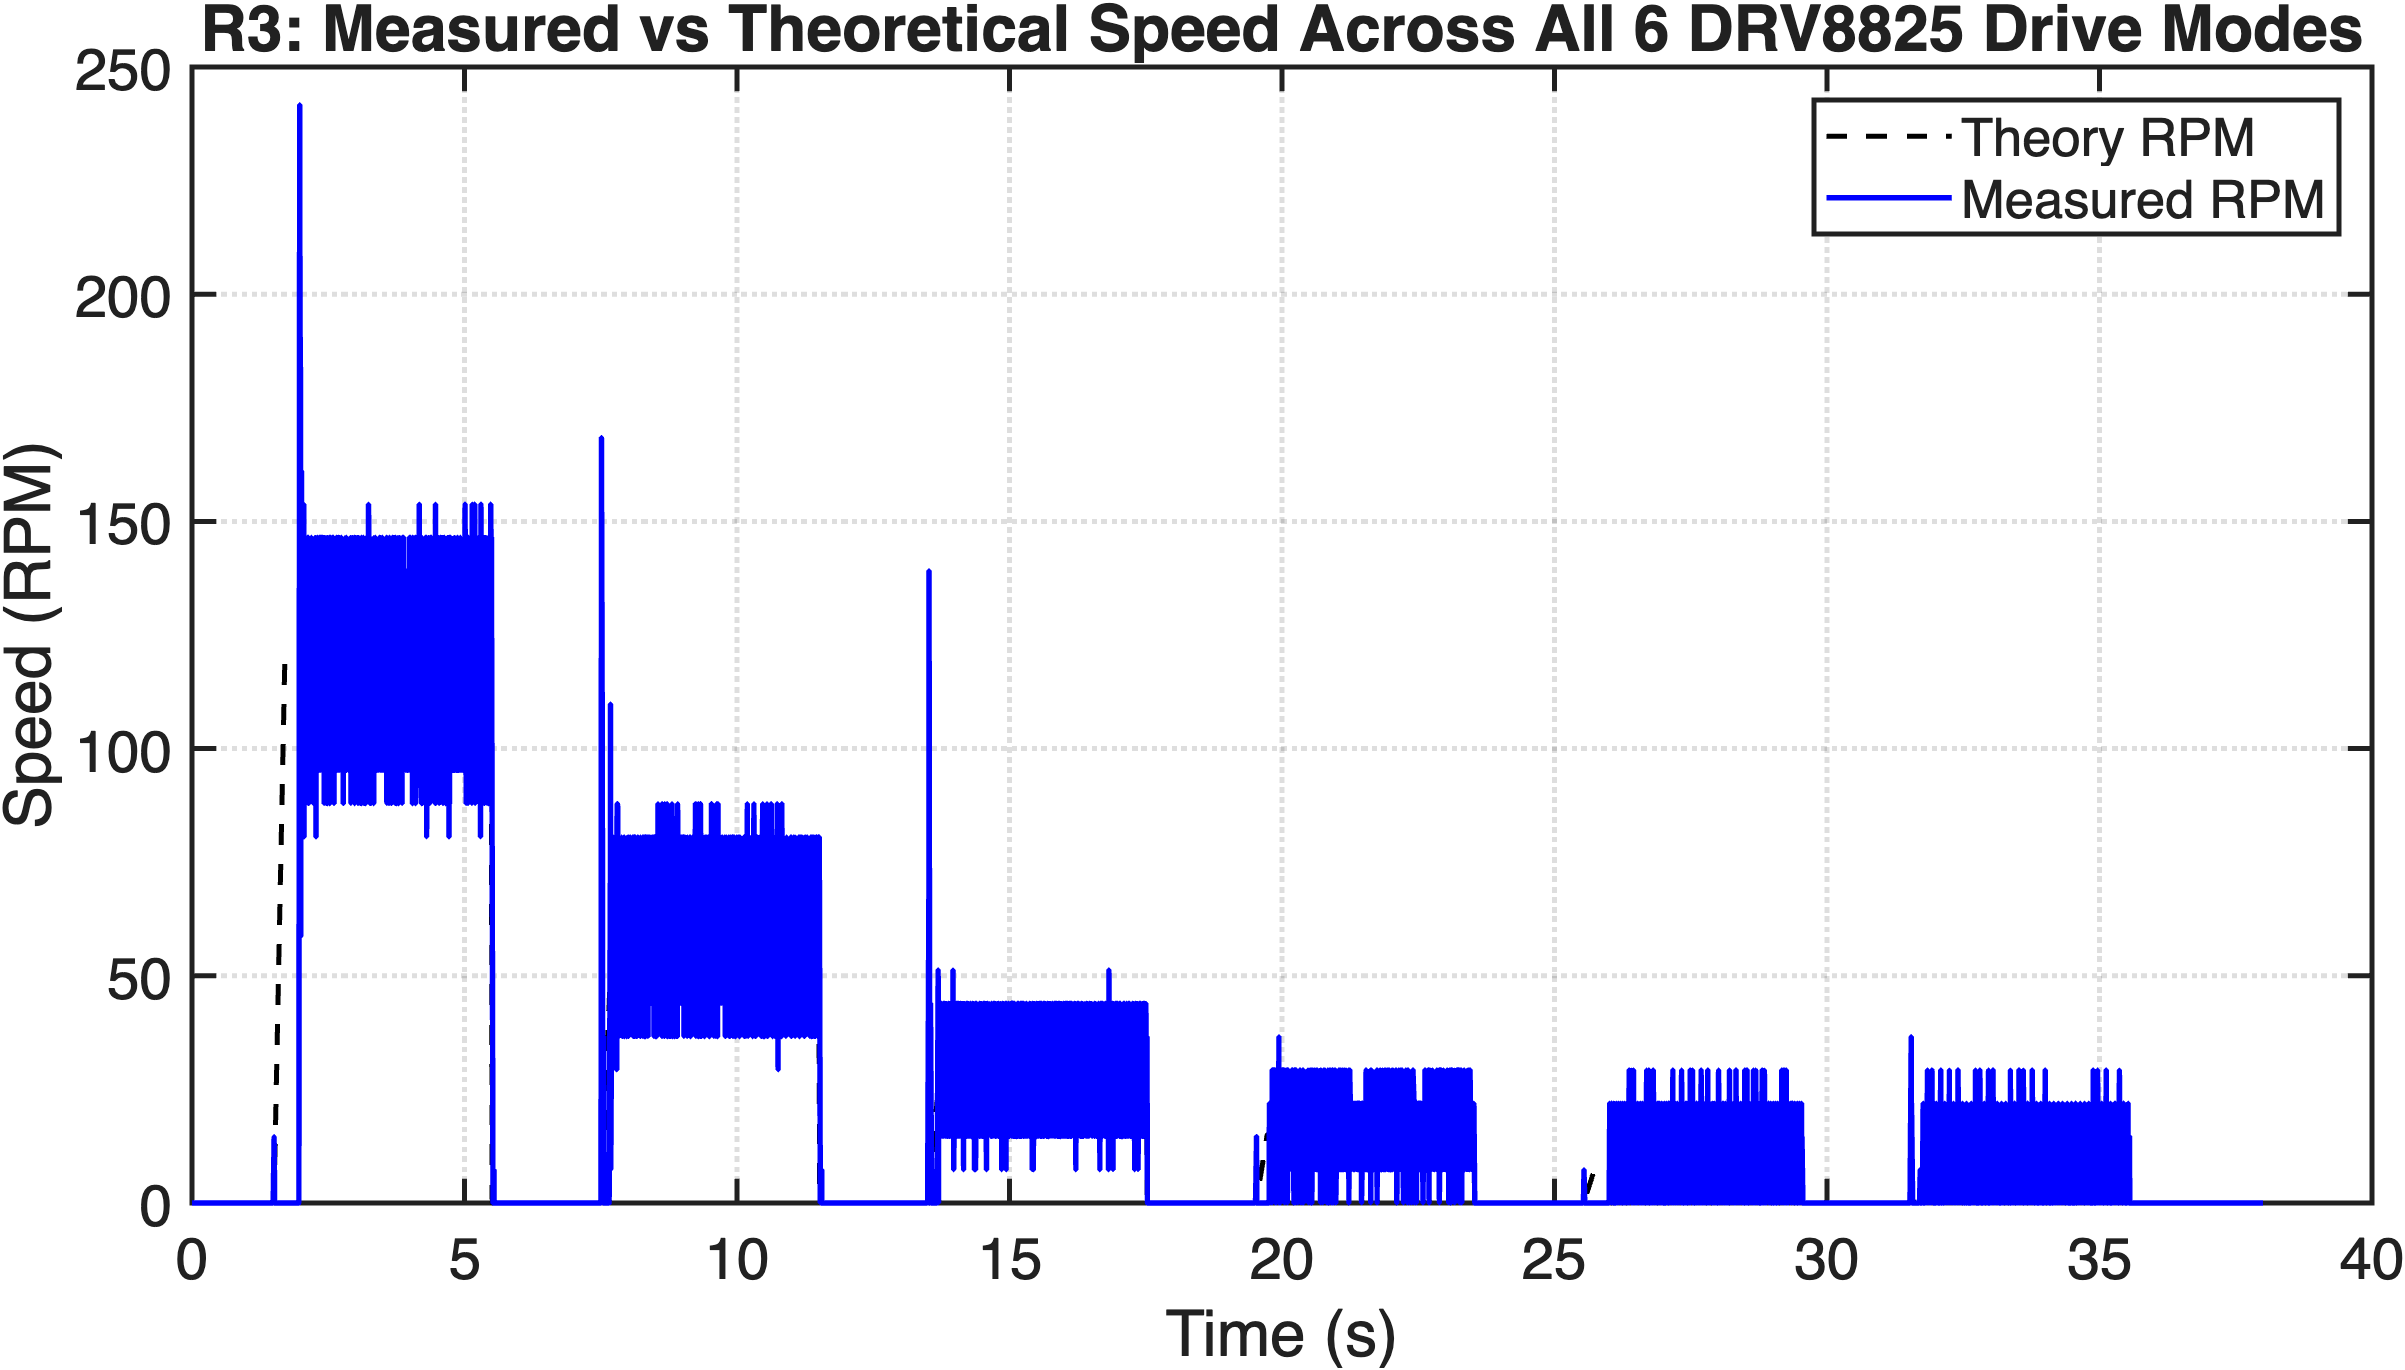 R3: Measured vs Theoretical Speed Across All 6 DRV8825 Drive Modes
250
200
150
100
50
0
Speed (RPM)
Theory RPM
Measured RPM
0 5 10 15 20 25 30 35 40
Time (s)